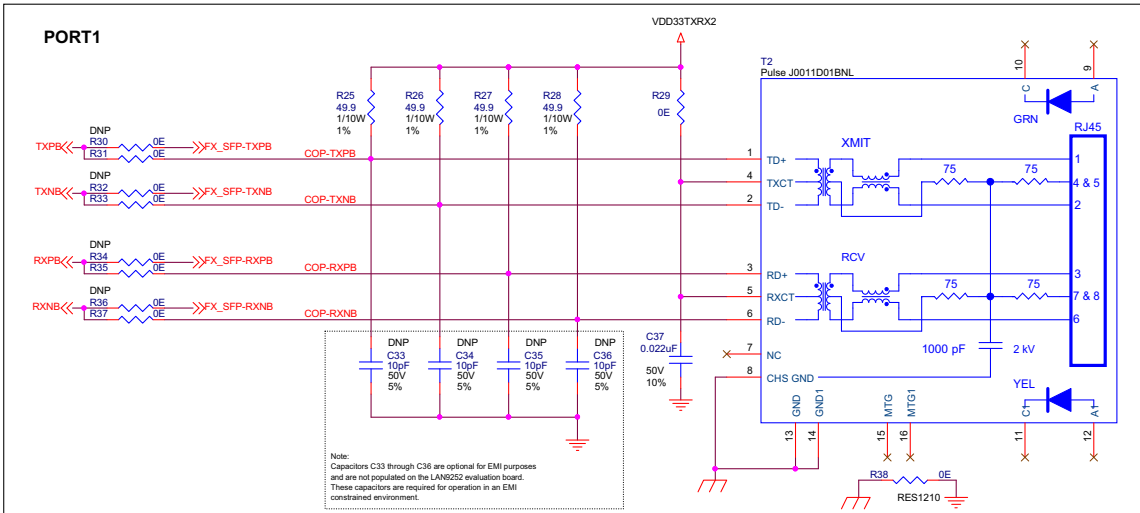 PORT1
VDD33TXRX2
T2
Pulse J0011D01BNL
10
9
C
A
GRN
RJ45
R25
49.9
1/10W
1%
R26
49.9
1/10W
1%
R27
49.9
1/10W
1%
R28
49.9
1/10W
1%
R29
0E
DNP
TXPB
R30
0E
FX_SFP-TXPB
R31
COP-TXPB
DNP
TXNB
R32
0E
FX_SFP-TXNB
R33
0E
COP-TXNB
DNP
RXPB
R34
0E
FX_SFP-RXPB
R35
0E
COP-RXPB
DNP
RXNB
R36
0E
FX_SFP-RXNB
R37
0E
COP-RXNB
XMIT
1
TD+
4
TXCT
2
TD-
75
75
1
4 & 5
2
RCV
3
RD+
5
RXCT
6
RD-
75
75
3
7 & 8
6
7
NC
8
CHS GND
1000 pF
2 kV
YEL
C1
A1
11
12
GND
GND1
MTG
MTG1
13
14
15
16
DNP
C33
10pF
50V
5%
DNP
C34
10pF
50V
5%
DNP
C35
10pF
50V
5%
DNP
C36
10pF
50V
5%
C37
0.022uF
50V
10%
R38
0E
RES1210
Note:
Capacitors C33 through C36 are optional for EMI purposes
and are not populated on the LAN9252 evaluation board.
These capacitors are required for operation in an EMI
constrained environment.